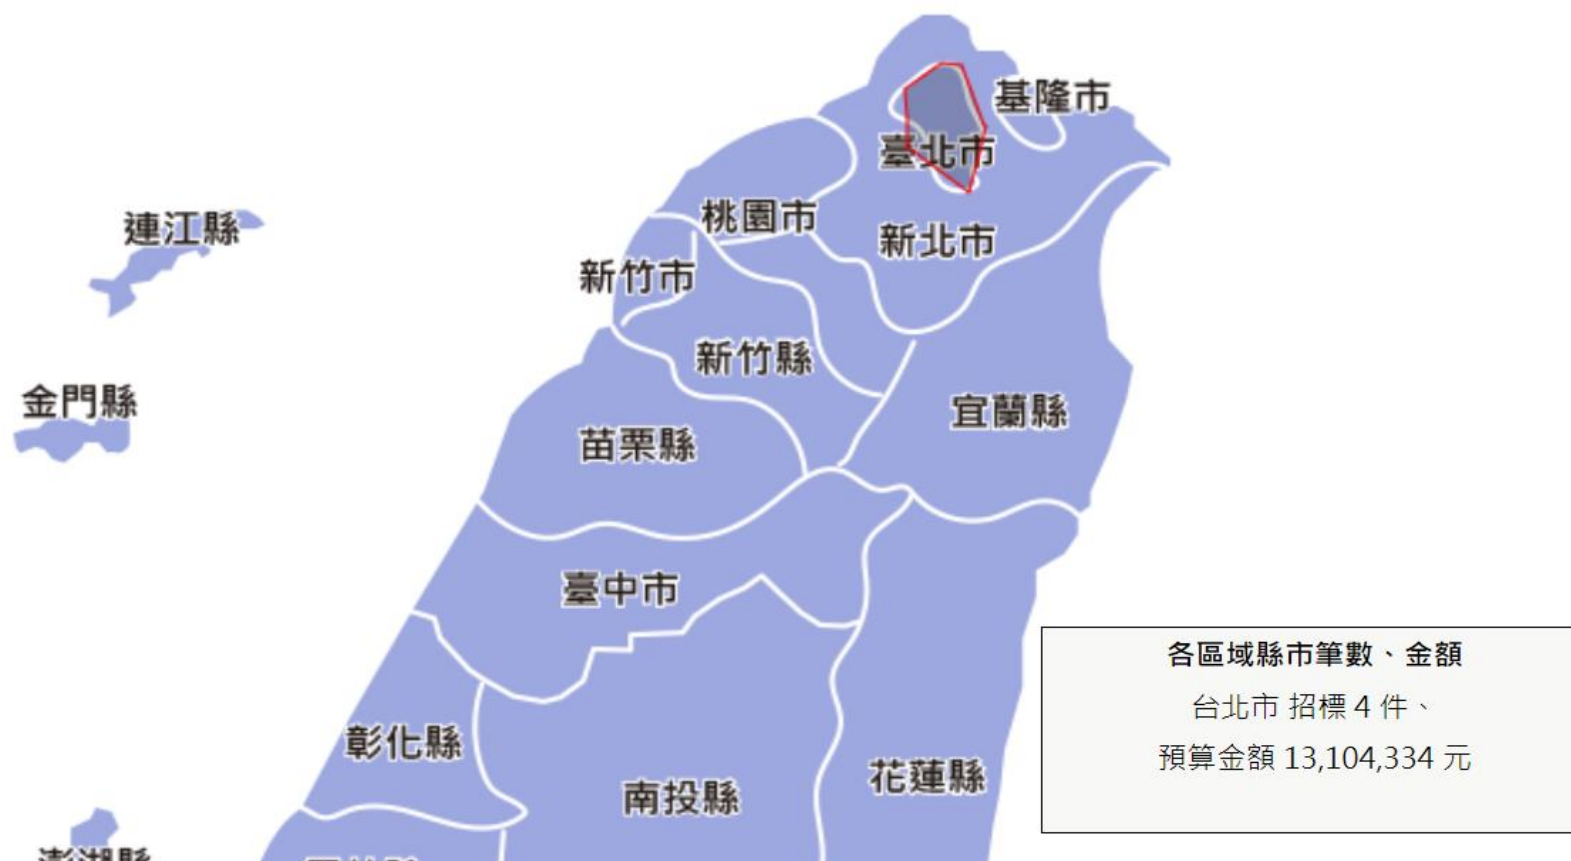 基隆市
臺北市
連江縣
桃園市
新北市
新竹市
新竹縣
金門縣
宜蘭縣
苗栗縣
臺中市
各區域縣市筆數、金額
台北市 招標 4 件、
預算金額 13,104,334 元
彰化縣
花蓮縣
南投縣
澎湖縣